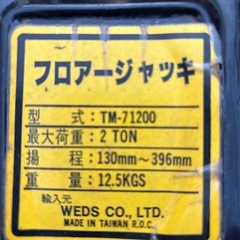 フロアージャッキ
型 式：TM-71200
最大荷重：2 TON
揚 程：130mm～396mm
重 量：12.5KGS
輸入元
WEDS CO., LTD.
MADE IN TAIWAN R.O.C.